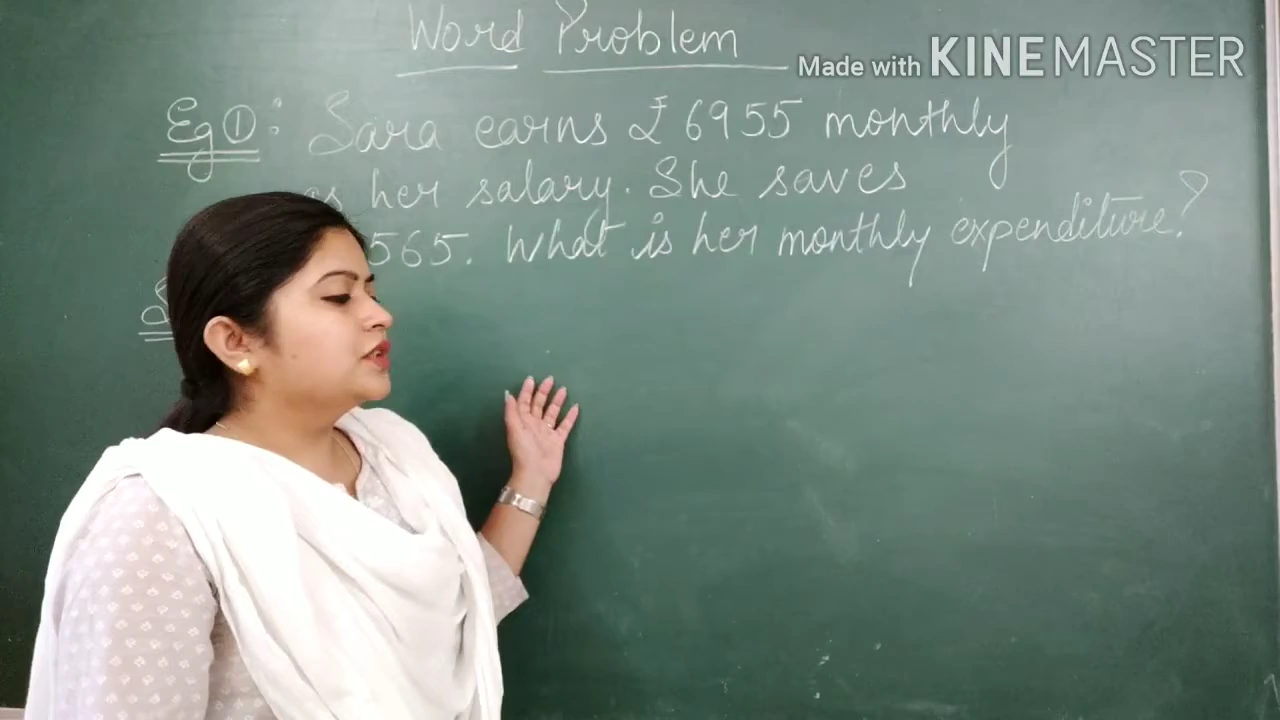 Word Problem
Made with KINEMASTER
Eg①: Sara earns ₹6955 monthly
as her salary. She saves
565. What is her monthly expenditure?